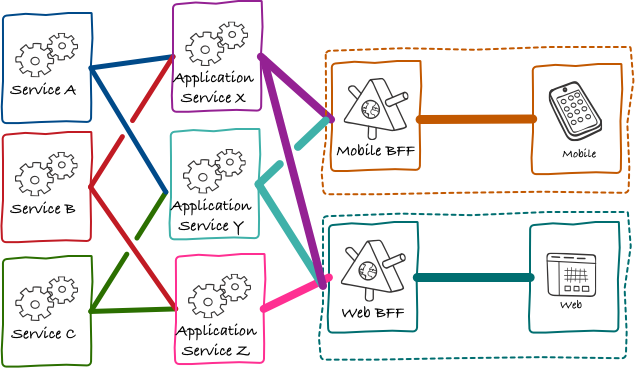 Service A
Application
Service X
Mobile BFF
Mobile
Service B
Application
Service Y
Web BFF
Web
Service C
Application
Service Z